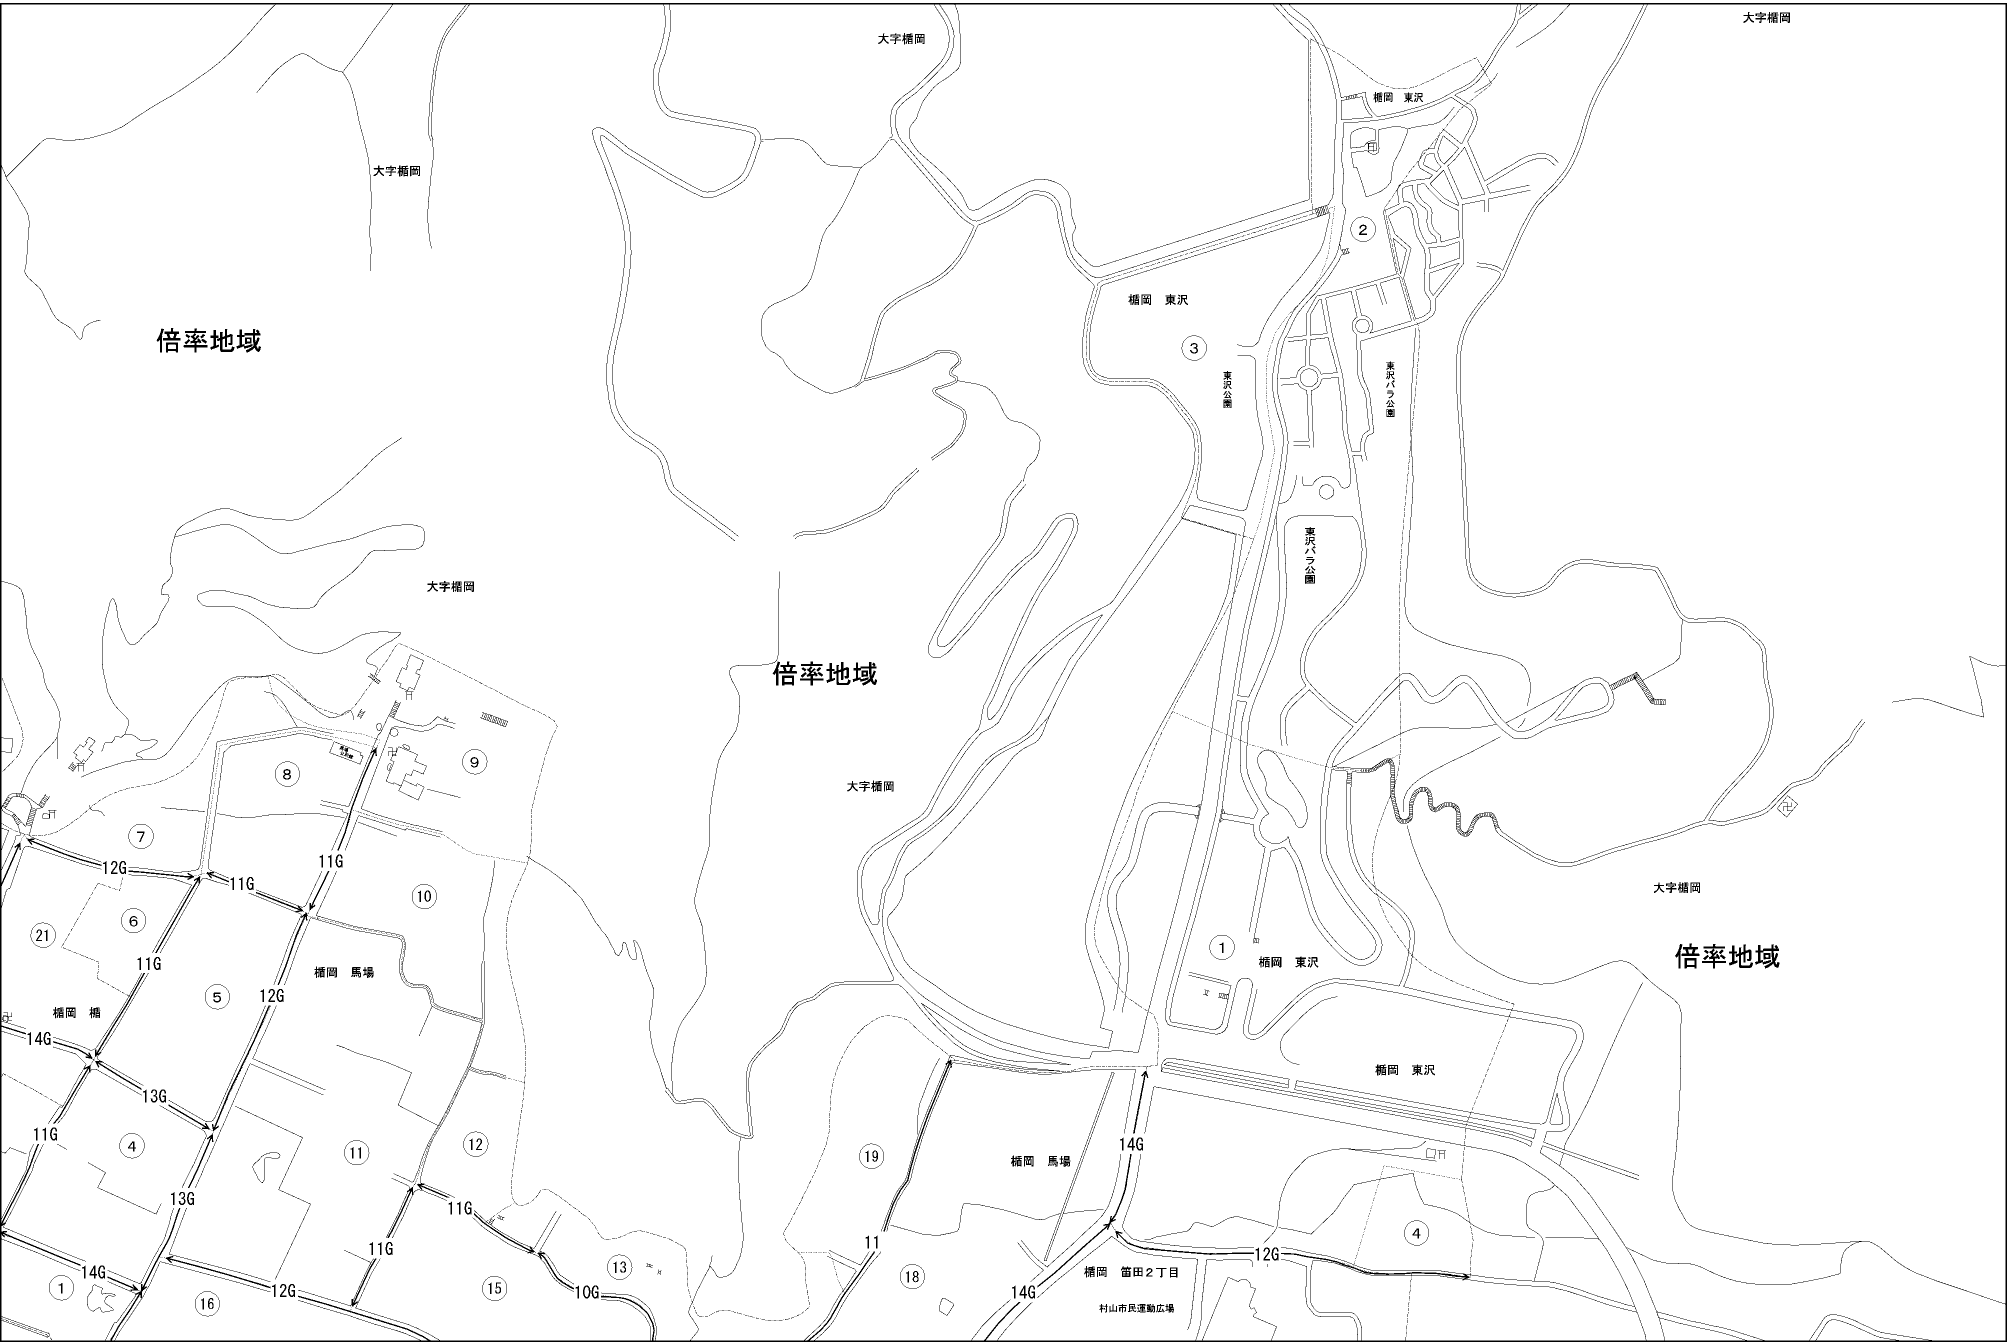 大字楯岡
大字楯岡
楯岡　東沢
大字楯岡
②
楯岡　東沢
倍率地域
③
東沢公園
東沢バラ公園
東沢バラ公園
大字楯岡
倍率地域
⑨
⑧
大字楯岡
⑦
11G
12G
11G
大字楯岡
⑩
⑥
21
①
倍率地域
11G
楯岡　東沢
楯岡　馬場
⑤
12G
楯岡　楯
14G
楯岡　東沢
13G
11G
④
⑫
14G
⑪
⑲
楯岡　馬場
13G
11G
④
11
11G
12G
14G
⑬
楯岡　笛田２丁目
⑱
①
⑮
12G
10G
14G
⑯
村山市民運動広場